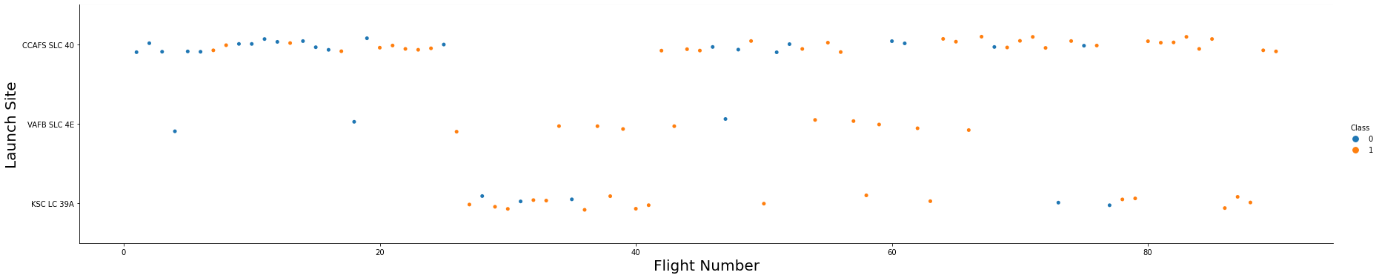 CCAFS SLC 40
VAFB SLC 4E
KSC LC 39A
Launch Site
0 20 40 60 80
Flight Number
Class
0
1